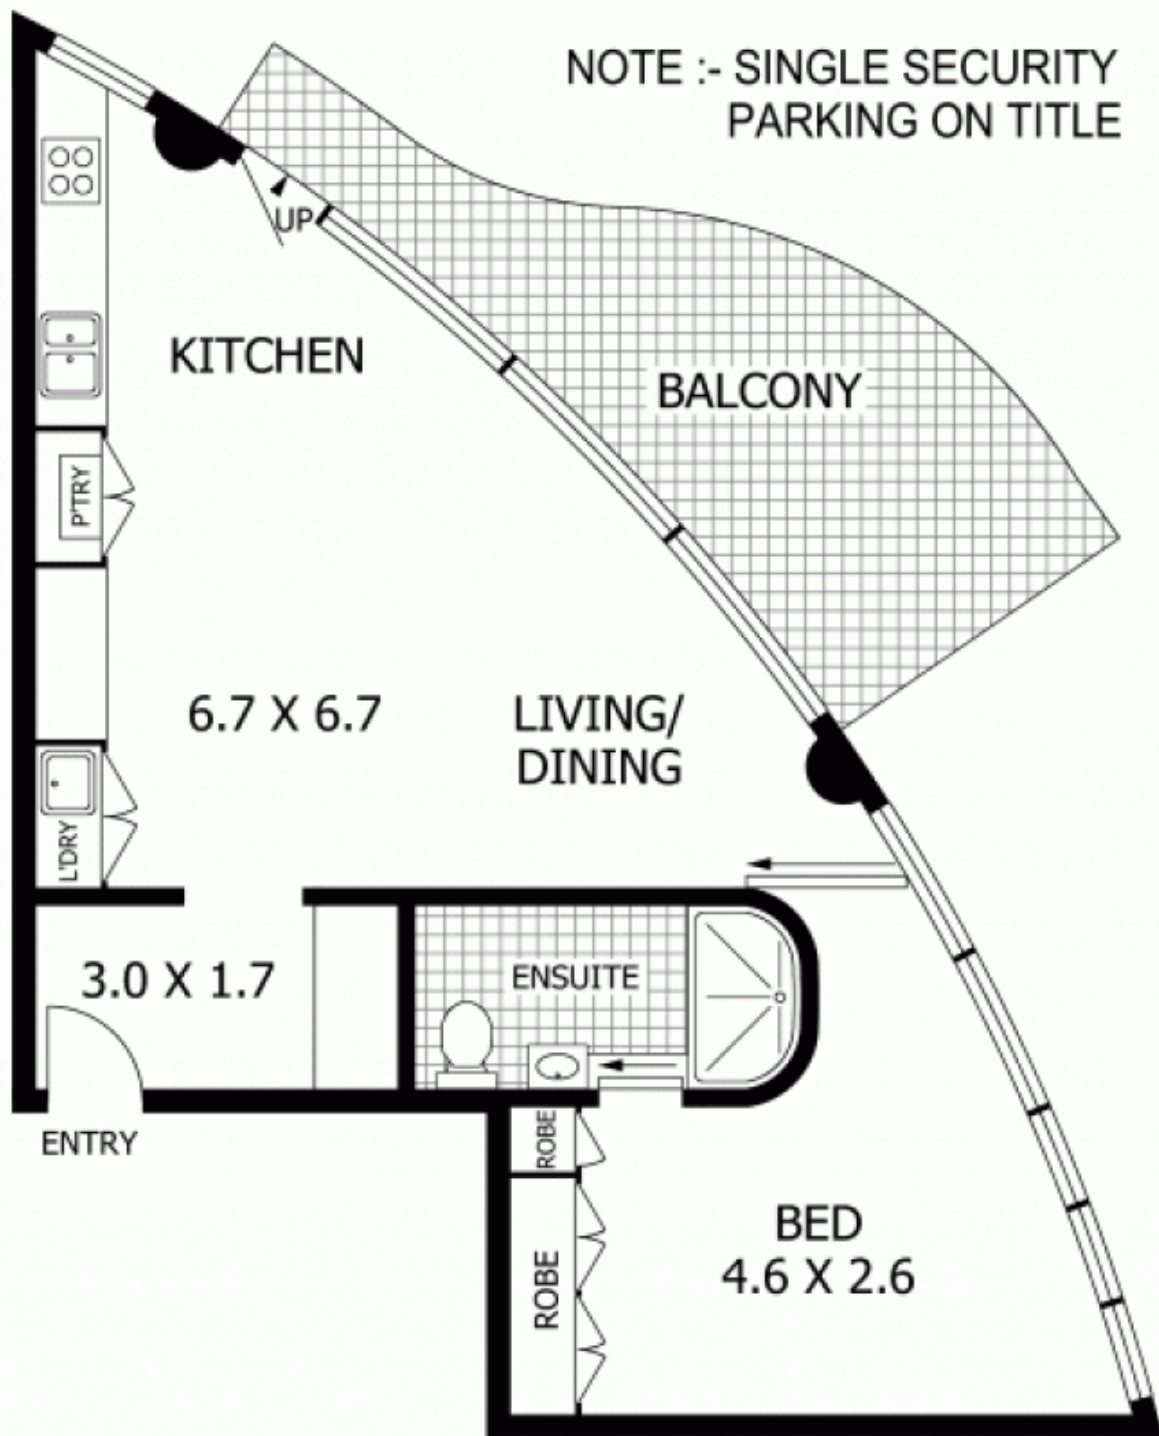 NOTE :- SINGLE SECURITY
PARKING ON TITLE
UP
KITCHEN
BALCONY
P'TRY
6.7 X 6.7
LIVING/
DINING
L'DRY
3.0 X 1.7
ENSUITE
ENTRY
ROBE
BED
4.6 X 2.6
ROBE